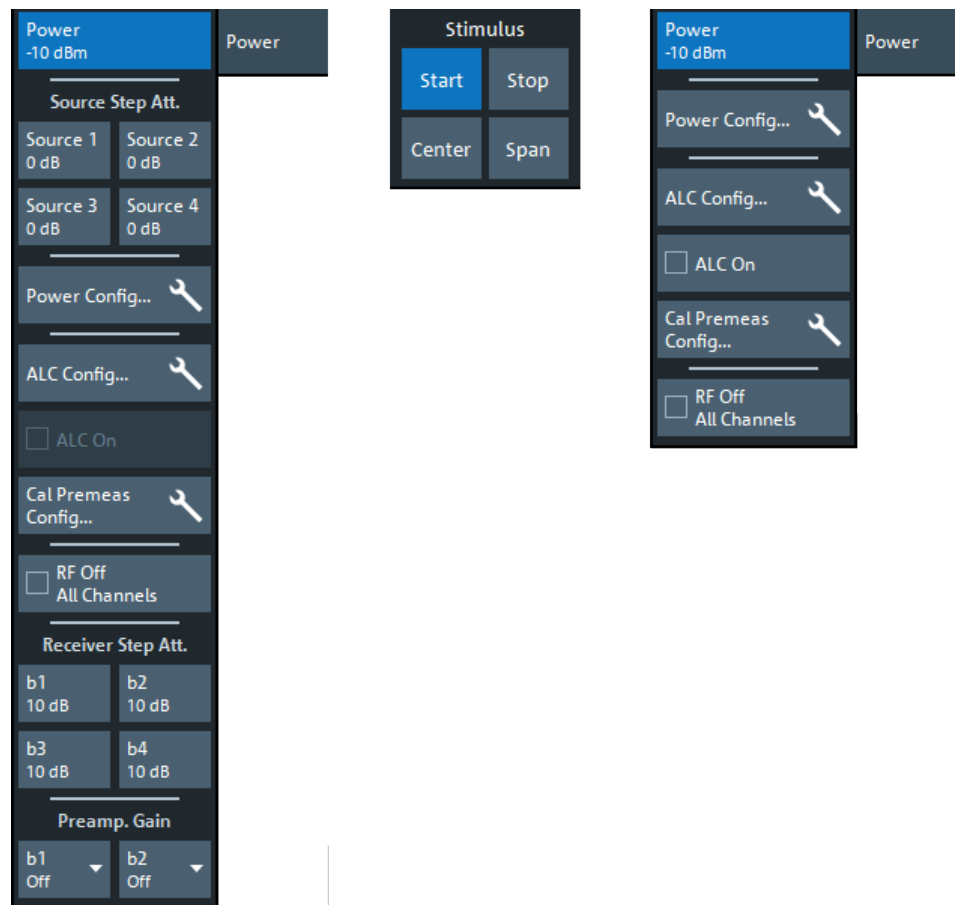 Power
-10 dBm
Power
Source Step Att.
Source 1
0 dB
Source 2
0 dB
Source 3
0 dB
Source 4
0 dB
Power Config...
ALC Config...
ALC On
Cal Premeas
Config...
RF Off
All Channels
Receiver Step Att.
b1
10 dB
b2
10 dB
b3
10 dB
b4
10 dB
Preamp. Gain
b1
Off
b2
Off
Stimulus
Start
Stop
Center
Span
Power
-10 dBm
Power
Power Config...
ALC Config...
ALC On
Cal Premeas
Config...
RF Off
All Channels